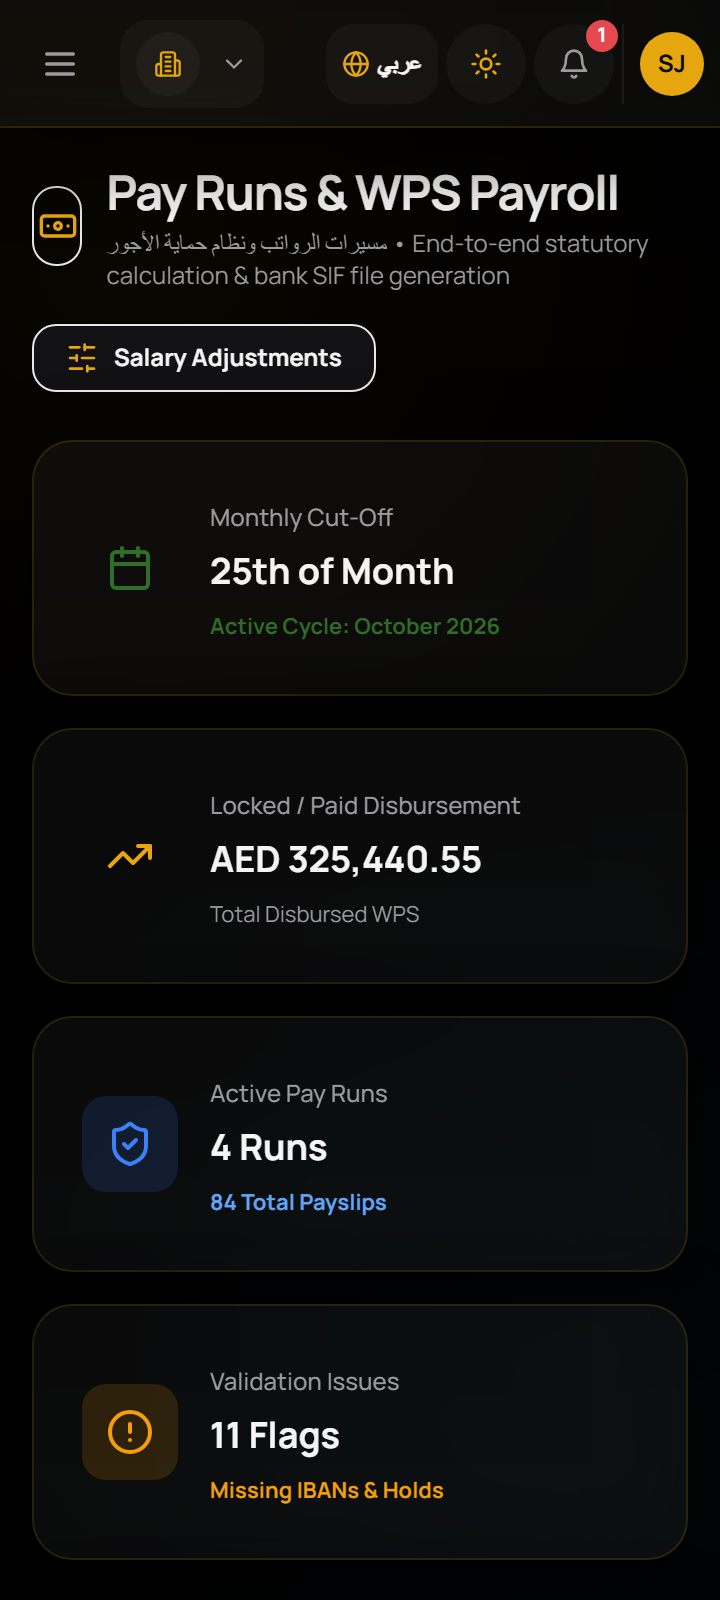 عربي
1
SJ
Pay Runs & WPS Payroll
مسيرات الرواتب ونظام حماية الأجور • End-to-end statutory
calculation & bank SIF file generation
Salary Adjustments
Monthly Cut-Off
25th of Month
Active Cycle: October 2026
Locked / Paid Disbursement
AED 325,440.55
Total Disbursed WPS
Active Pay Runs
4 Runs
84 Total Payslips
Validation Issues
11 Flags
Missing IBANs & Holds